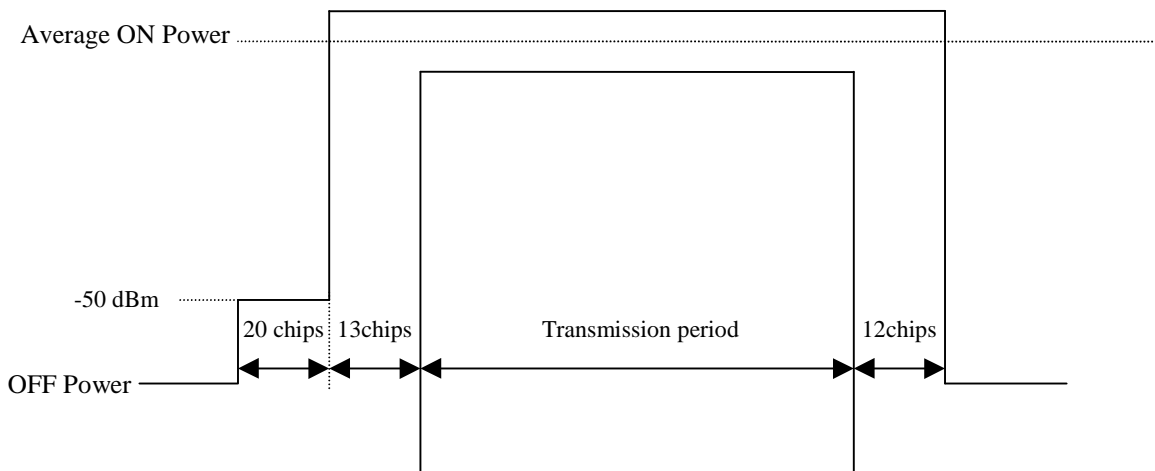 Average ON Power
-50 dBm
20 chips 13chips Transmission period 12chips
OFF Power